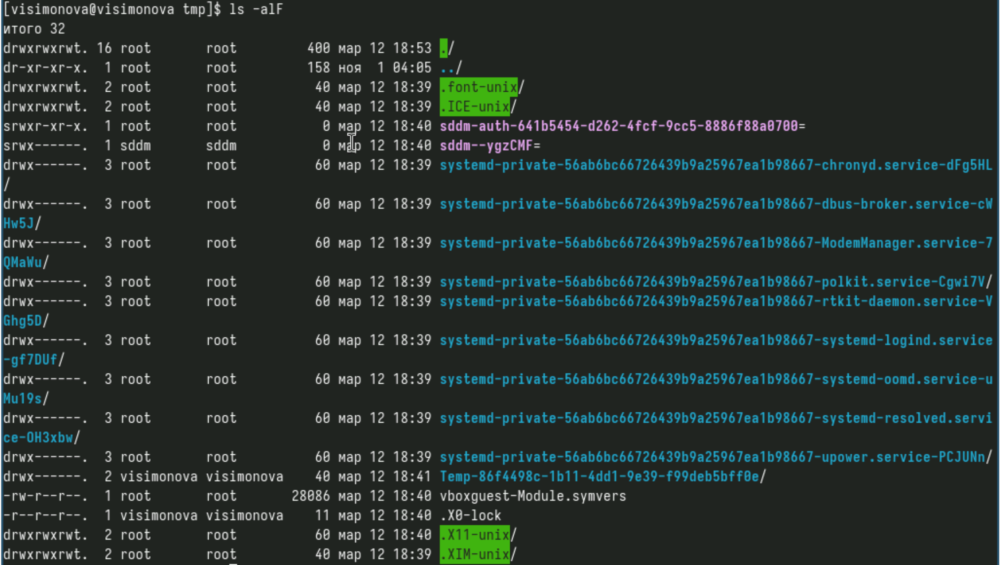 [visimonova@visimonova tmp]$ ls -alF
итого 32
drwxrwxrwt. 16 root       root         400 мар 12 18:53 ./
dr-xr-xr-x.  1 root       root         158 ноя  1 04:05 ../
drwxrwxrwt.  2 root       root          40 мар 12 18:39 .font-unix/
drwxrwxrwt.  2 root       root          40 мар 12 18:39 .ICE-unix/
srwxr-xr-x.  1 root       root           0 мар 12 18:40 sddm-auth-641b5454-d262-4fcf-9cc5-8886f88a0700=
srwx------.  1 sddm       sddm           0 мар 12 18:40 sddm--ygzCMF=
drwx------.  3 root       root          60 мар 12 18:39 systemd-private-56ab6bc66726439b9a25967ea1b98667-chronyd.service-dFg5HL
/
drwx------.  3 root       root          60 мар 12 18:39 systemd-private-56ab6bc66726439b9a25967ea1b98667-dbus-broker.service-cW
Hw5J/
drwx------.  3 root       root          60 мар 12 18:39 systemd-private-56ab6bc66726439b9a25967ea1b98667-ModemManager.service-7
QMaWu/
drwx------.  3 root       root          60 мар 12 18:39 systemd-private-56ab6bc66726439b9a25967ea1b98667-polkit.service-Cgwi7V/
drwx------.  3 root       root          60 мар 12 18:39 systemd-private-56ab6bc66726439b9a25967ea1b98667-rtkit-daemon.service-V
Ghg5D/
drwx------.  3 root       root          60 мар 12 18:39 systemd-private-56ab6bc66726439b9a25967ea1b98667-systemd-logind.service
-gf7DUf/
drwx------.  3 root       root          60 мар 12 18:39 systemd-private-56ab6bc66726439b9a25967ea1b98667-systemd-oomd.service-u
Mu19s/
drwx------.  3 root       root          60 мар 12 18:39 systemd-private-56ab6bc66726439b9a25967ea1b98667-systemd-resolved.servi
ce-OH3xbw/
drwx------.  3 root       root          60 мар 12 18:39 systemd-private-56ab6bc66726439b9a25967ea1b98667-upower.service-PCJUNn/
drwx------.  2 visimonova visimonova    40 мар 12 18:41 Temp-86f4498c-1b11-4dd1-9e39-f99deb5bff0e/
-rw-r--r--.  1 root       root       28086 мар 12 18:40 vboxguest-Module.symvers
-r--r--r--.  1 visimonova visimonova    11 мар 12 18:40 .X0-lock
drwxrwxrwt.  2 root       root          60 мар 12 18:40 .X11-unix/
drwxrwxrwt.  2 root       root          40 мар 12 18:39 .XIM-unix/